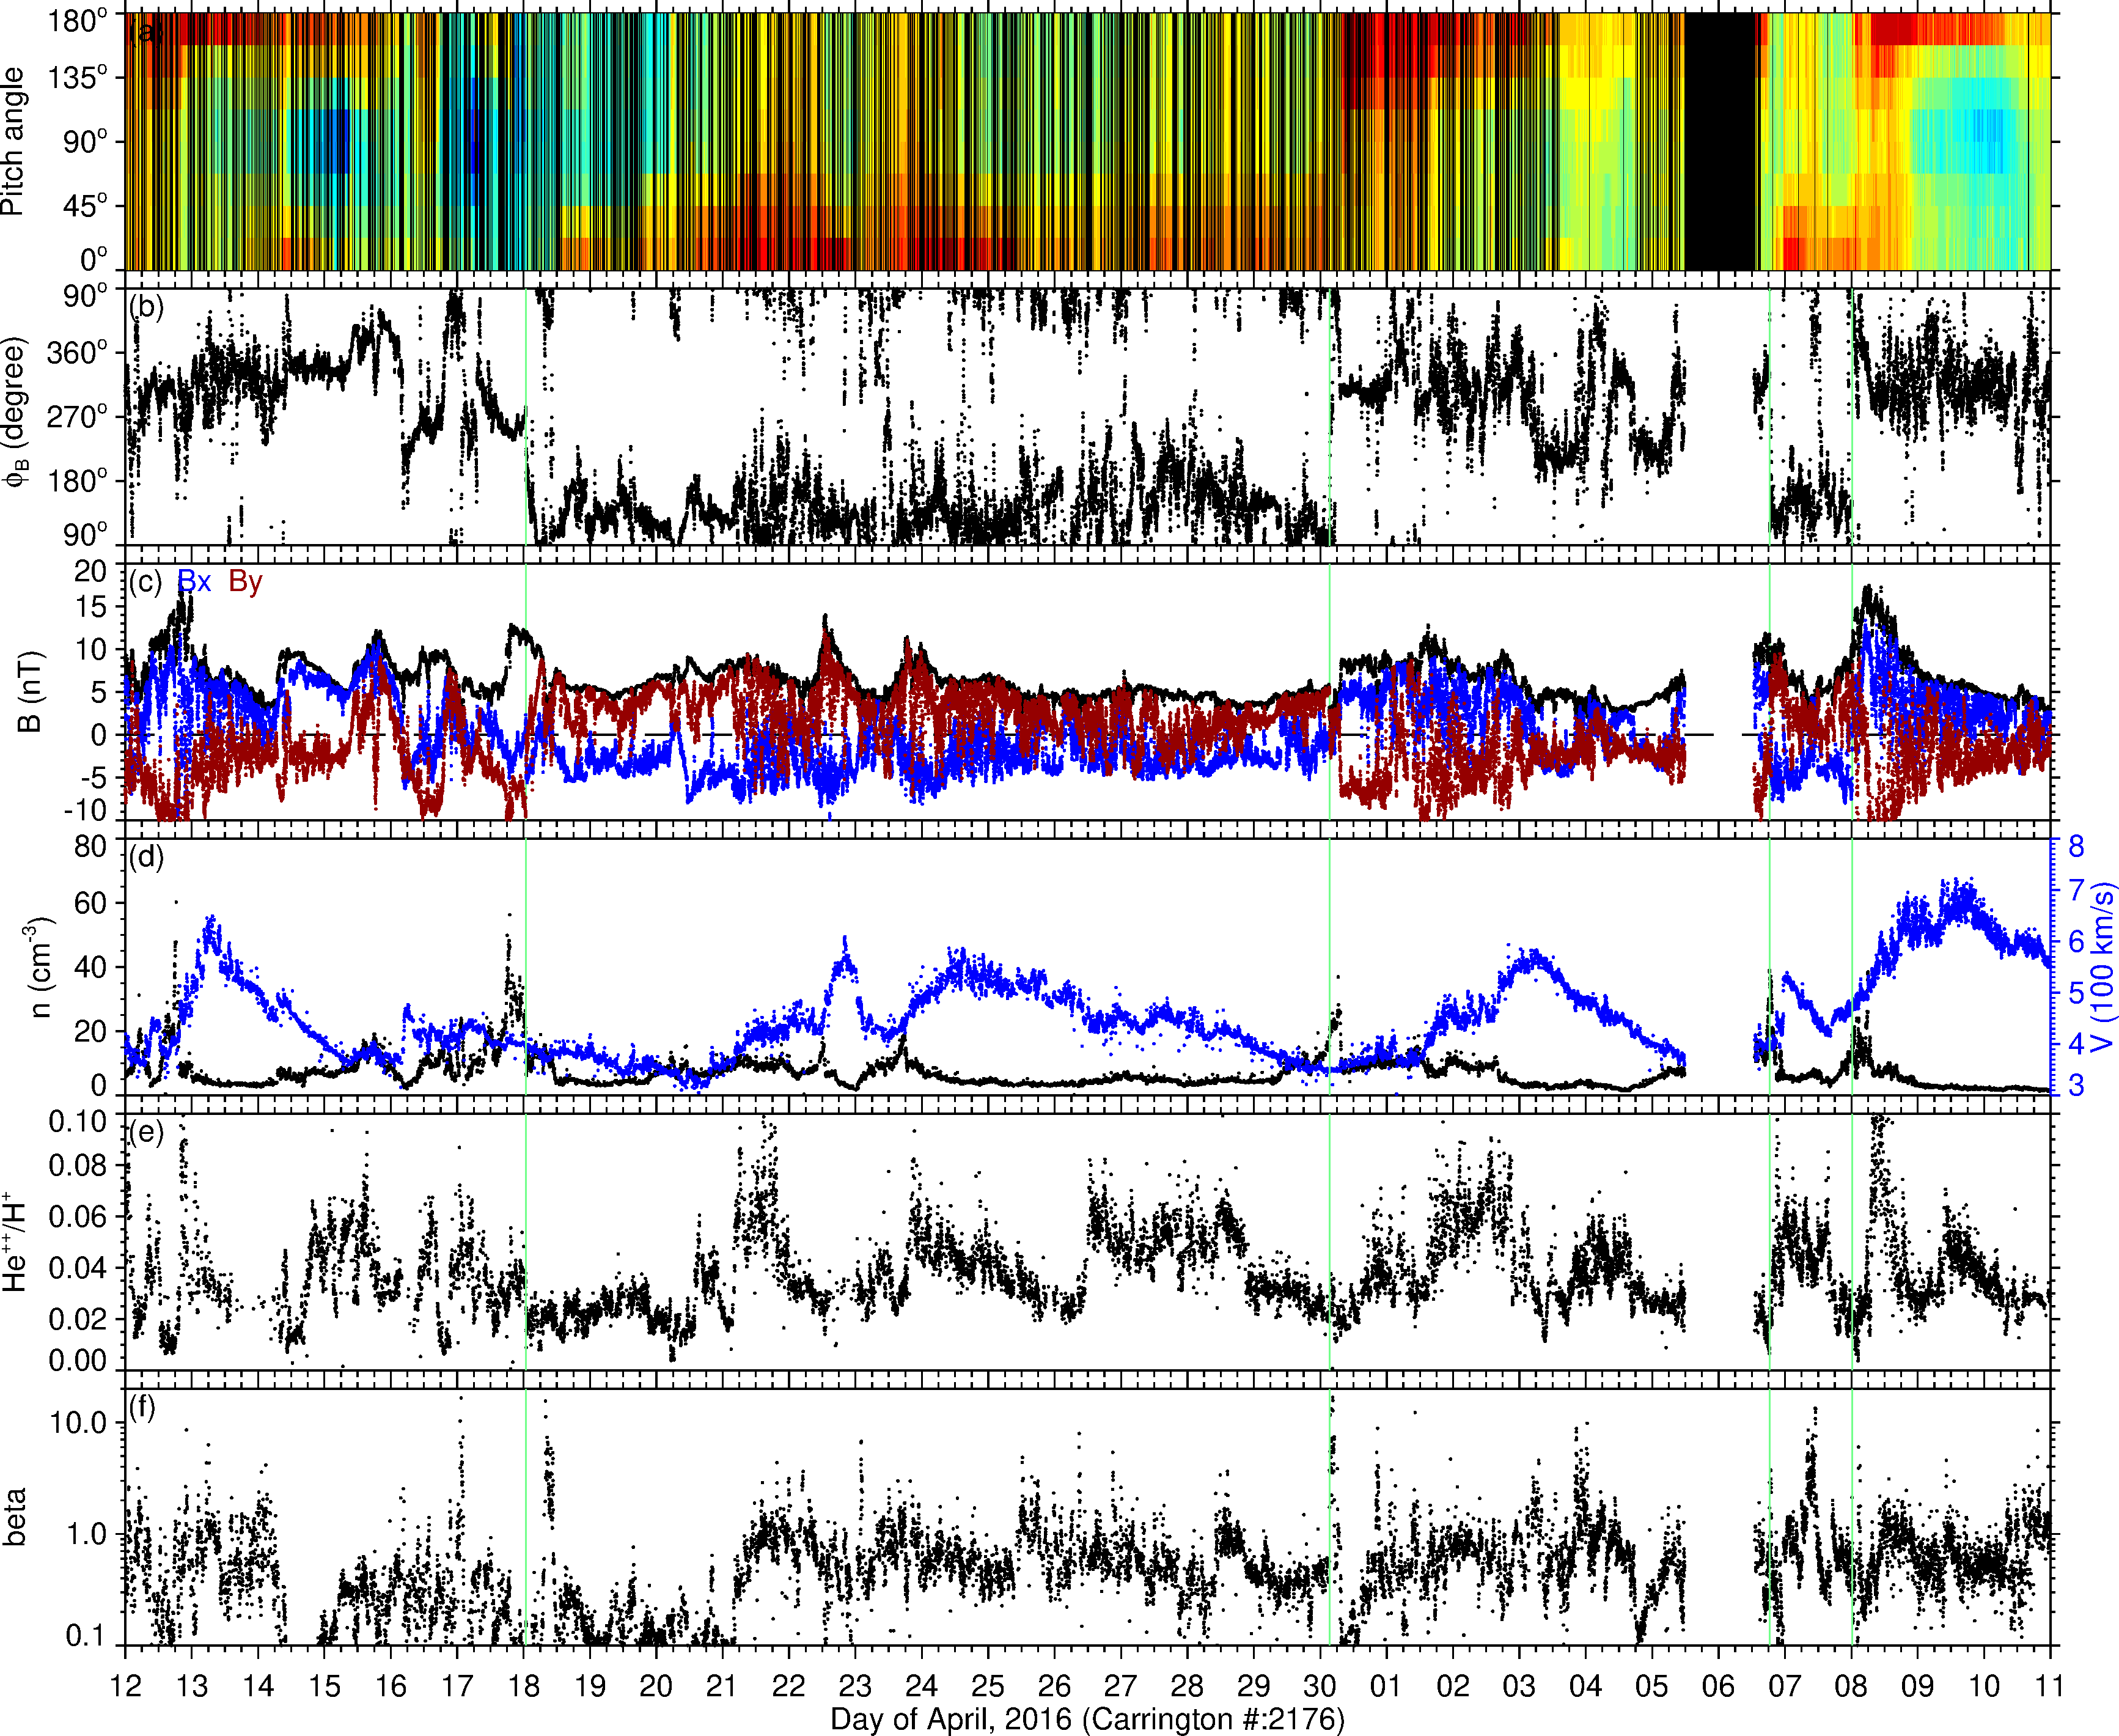 180°
(a)
135°
90°
45°
0°
Pitch angle
90°
(b)
360°
270°
180°
90°
ϕB (degree)
20
(c)
Bx By
15
10
5
0
-5
-10
B (nT)
80
(d)
60
40
20
0
n (cm-3)
8
7
6
5
4
3
V (100 km/s)
0.10
(e)
0.08
0.06
0.04
0.02
0.00
He++/H+
(f)
10.0
1.0
0.1
beta
12 13 14 15 16 17 18 19 20 21 22 23 24 25 26 27 28 29 30 01 02 03 04 05 06 07 08 09 10 11
Day of April, 2016 (Carrington #:2176)